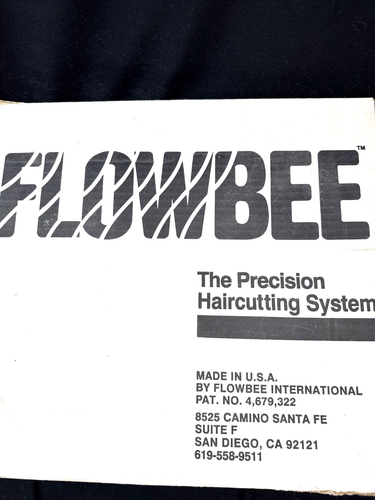 FLOWBEE™
The Precision
Haircutting System
MADE IN U.S.A.
BY FLOWBEE INTERNATIONAL
PAT. NO. 4,679,322
8525 CAMINO SANTA FE
SUITE F
SAN DIEGO, CA 92121
619-558-9511